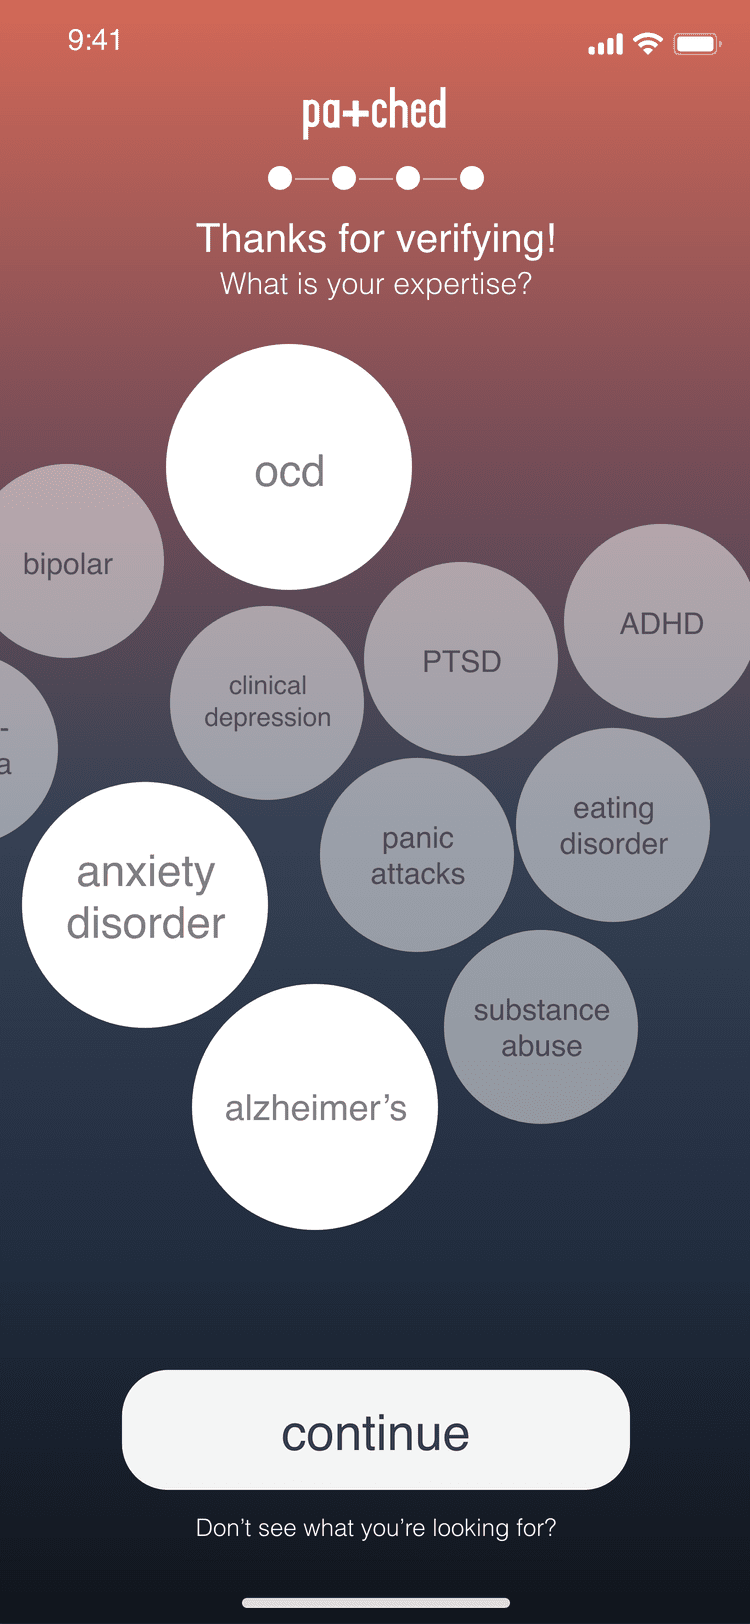 9:41
pa+ched
Thanks for verifying!
What is your expertise?
ocd
bipolar
ADHD
PTSD
clinical
depression
-
a
eating
disorder
panic
attacks
anxiety
disorder
substance
abuse
alzheimer’s
continue
Don’t see what you’re looking for?